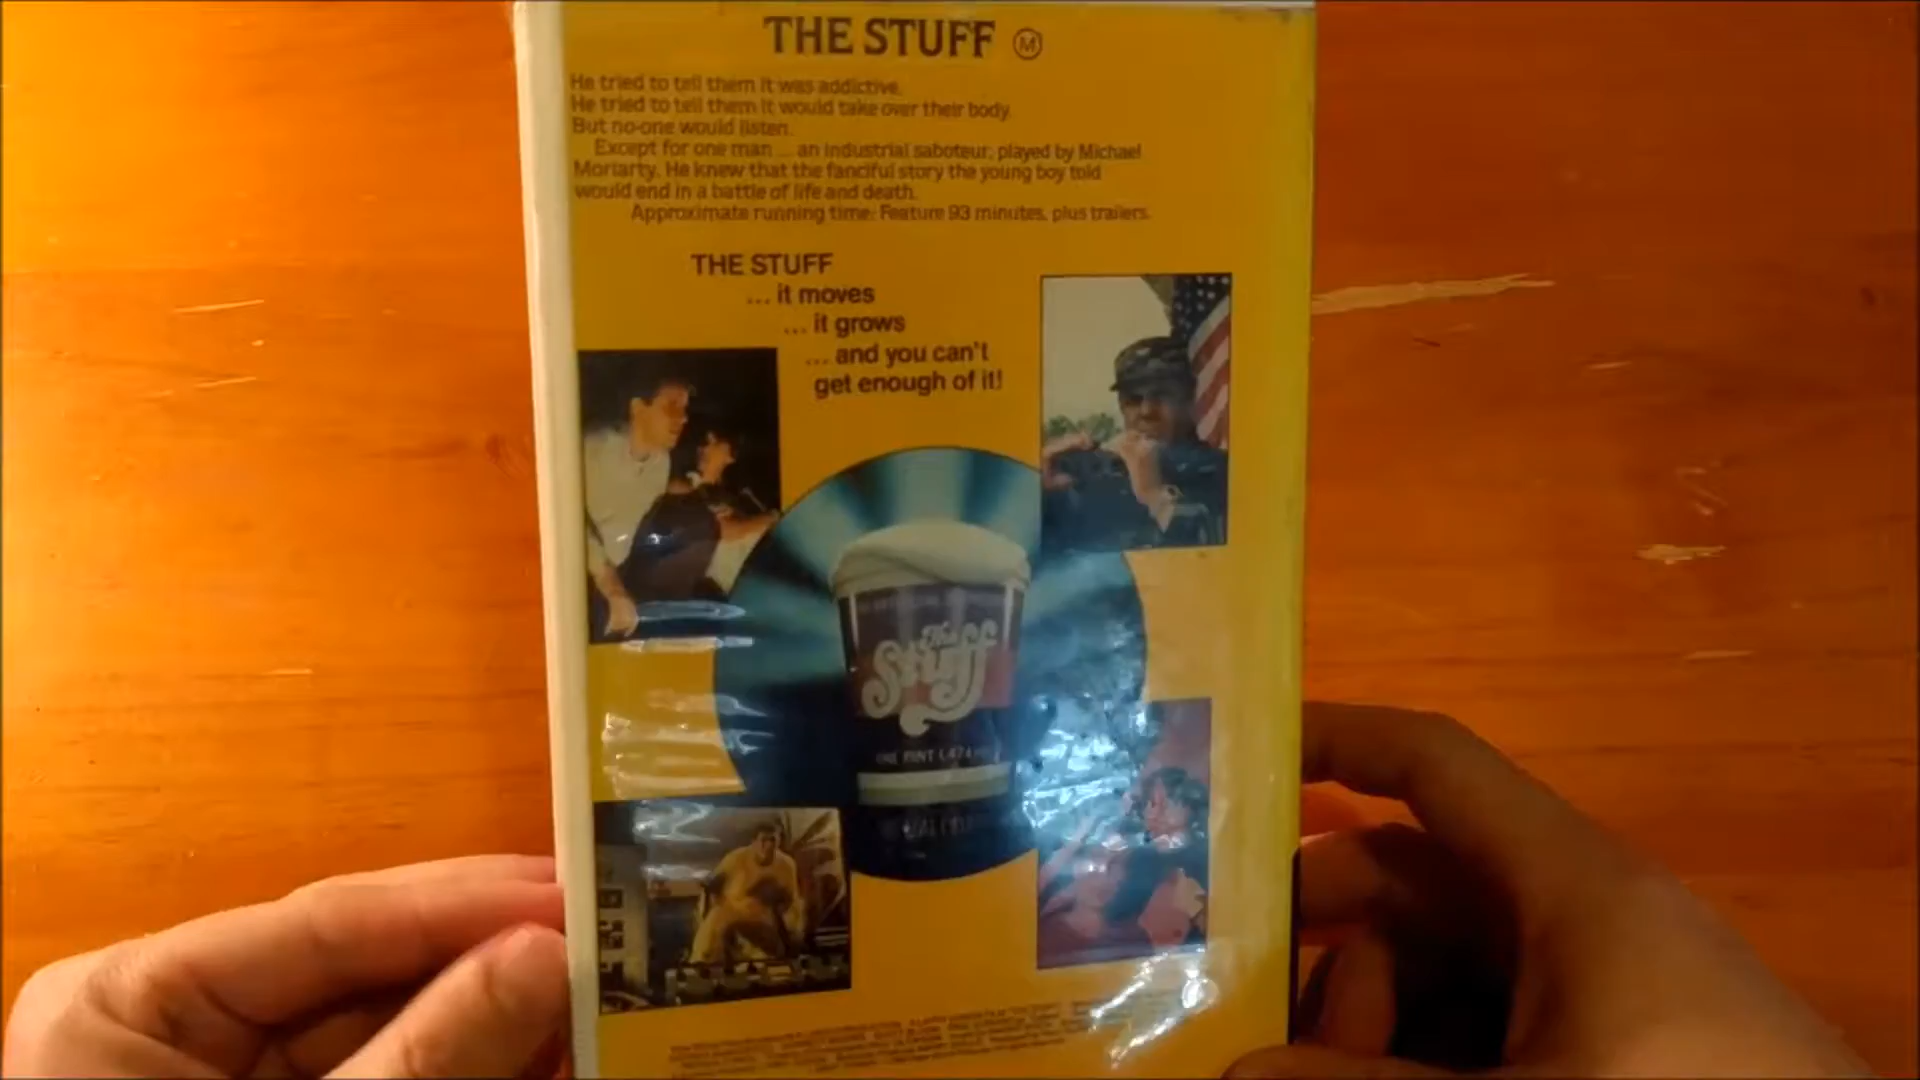 THE STUFF M
He tried to tell them it was addictive.
He tried to tell them it would take over their body.
But no-one would listen.
Except for one man ... an industrial saboteur, played by Michael
Moriarty. He knew that the fanciful story the young boy told
would end in a battle of life and death.
Approximate running time: Feature 93 minutes, plus trailers.
THE STUFF
... it moves
... it grows
... and you can't
get enough of it!
The
Stuff
ONE PINT